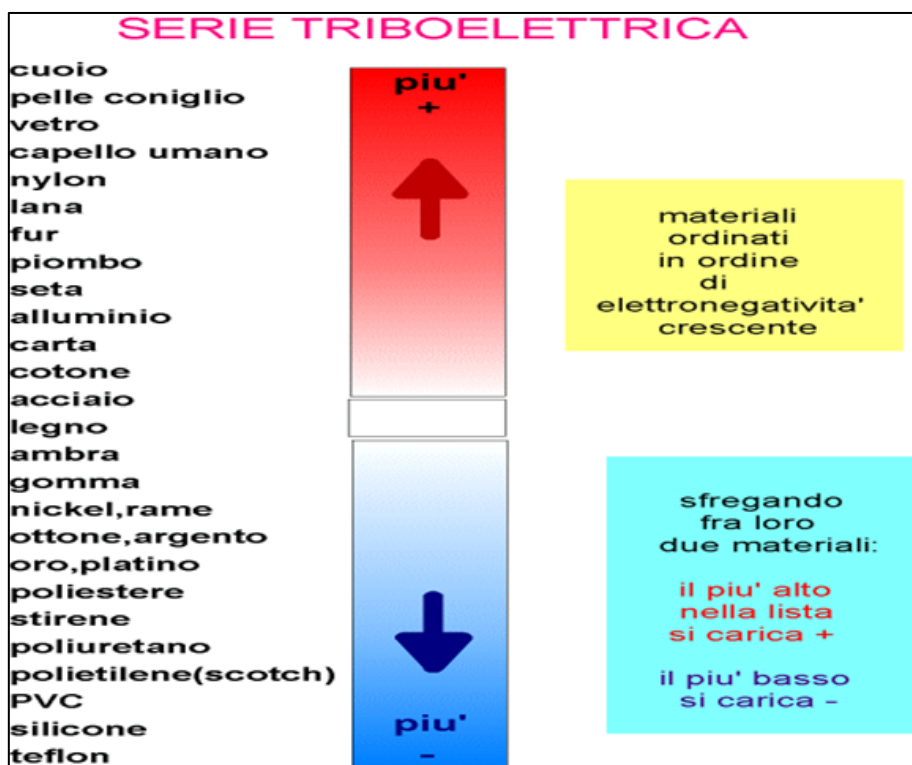 SERIE TRIBOELETTRICA
cuoio
pelle coniglio
vetro
capello umano
nylon
lana
fur
piombo
seta
alluminio
carta
cotone
acciaio
legno
ambra
gomma
nickel,rame
ottone,argento
oro,platino
poliestere
stirene
poliuretano
polietilene(scotch)
PVC
silicone
teflon
piu'
+
piu'
-
materiali
ordinati
in ordine
di
elettronegativita'
crescente
sfregando
fra loro
due materiali:
il piu' alto
nella lista
si carica +
il piu' basso
si carica -